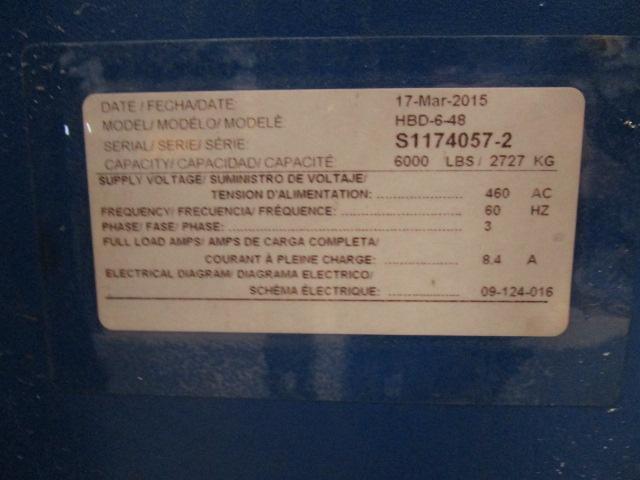 DATE / FECHA/DATE: 17-Mar-2015
MODEL/ MODÉLO/ MODELÈ HBD-6-48
SERIAL/ SERIE/ SÉRIE: S1174057-2
CAPACITY/ CAPACIDAD/ CAPACITÉ 6000 LBS / 2727 KG
SUPPLY VOLTAGE/ SUMINISTRO DE VOLTAJE/
TENSION D'ALIMENTATION: 460 AC
FREQUENCY/ FRECUENCIA/ FRÉQUENCE: 60 HZ
PHASE/ FASE/ PHASE: 3
FULL LOAD AMPS/ AMPS DE CARGA COMPLETA/
COURANT À PLEINE CHARGE: 8.4 A
ELECTRICAL DIAGRAM/ DIAGRAMA ELECTRICO/
SCHÉMA ÉLECTRIQUE: 09-124-016